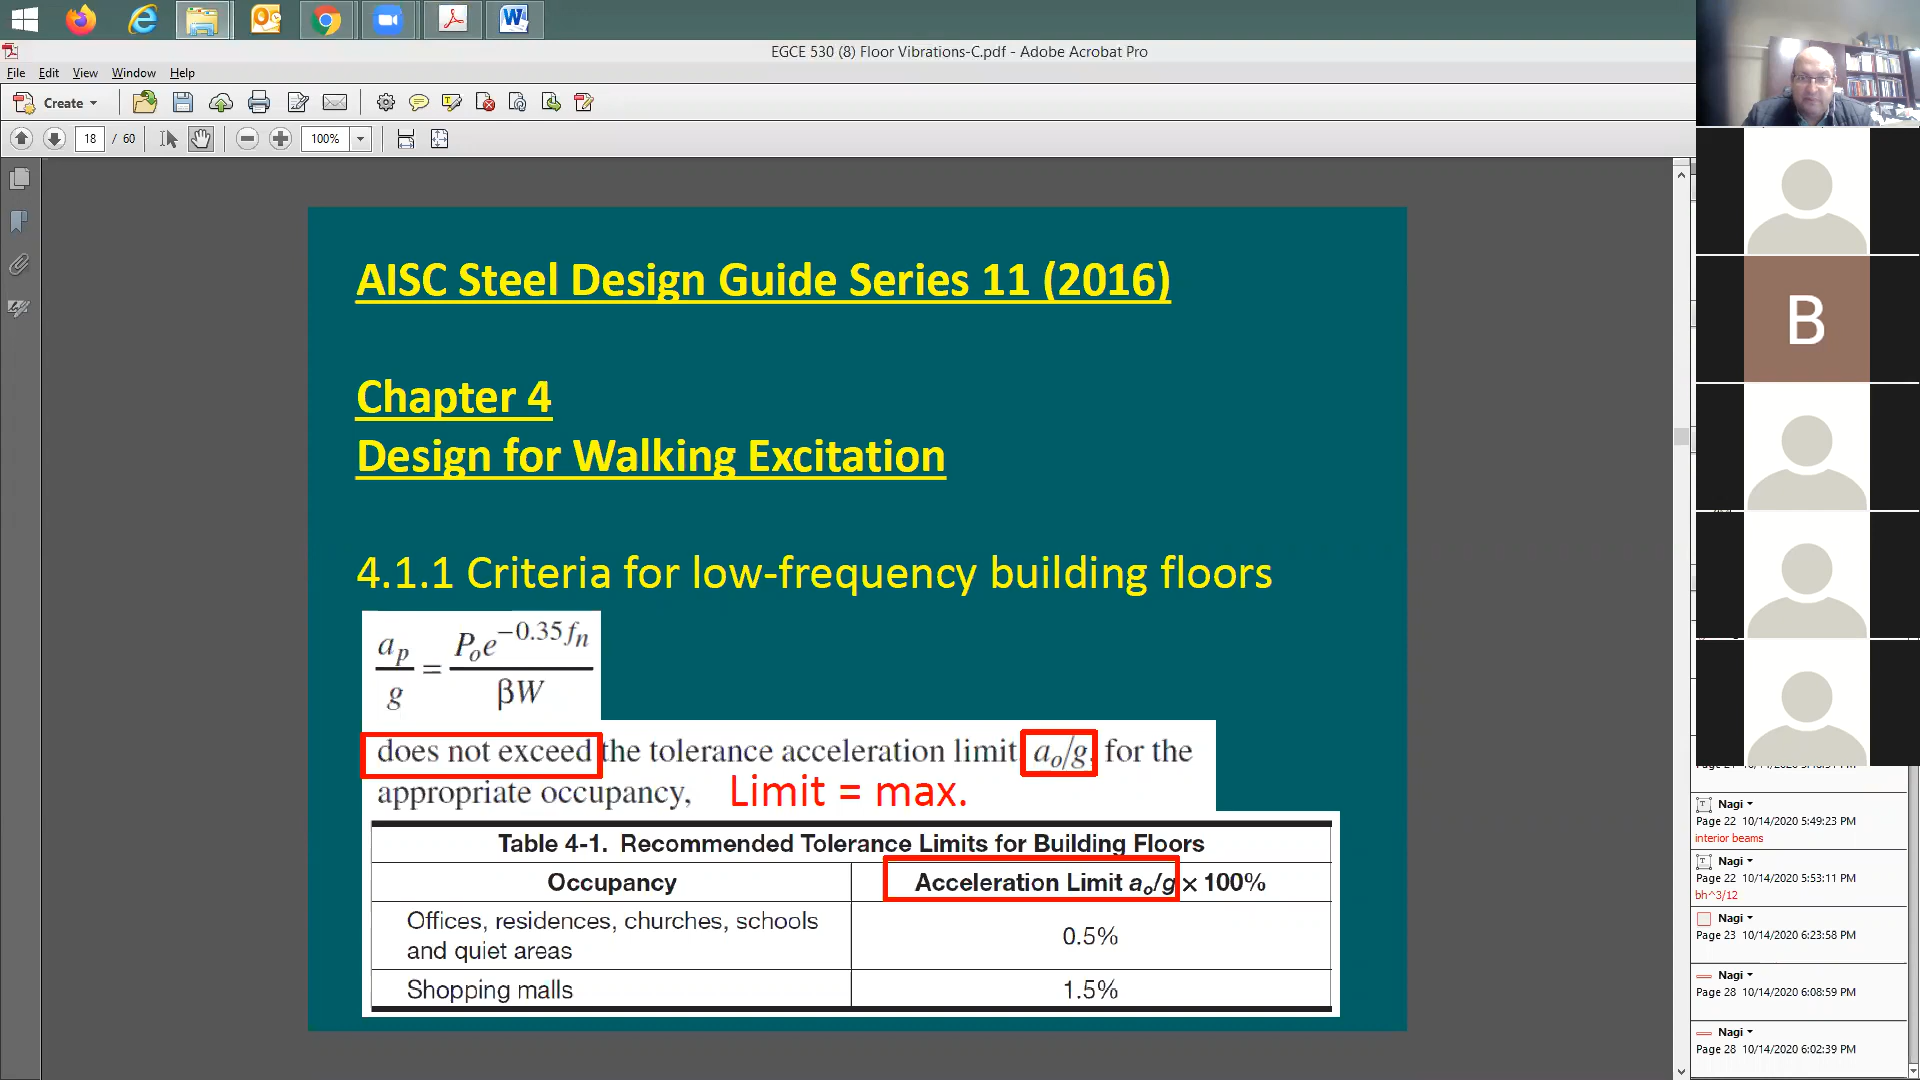 EGCE 530 (8) Floor Vibrations-C.pdf - Adobe Acrobat Pro
File Edit View Window Help
Create
18 / 60 100%
AISC Steel Design Guide Series 11 (2016)
Chapter 4
Design for Walking Excitation
4.1.1 Criteria for low-frequency building floors
a_p/g = P_o e^{-0.35 f_n} / βW
does not exceed the tolerance acceleration limit a_o/g, for the
appropriate occupancy, Limit = max.
Table 4-1. Recommended Tolerance Limits for Building Floors
Occupancy Acceleration Limit a_o/g × 100%
Offices, residences, churches, schools
and quiet areas 0.5%
Shopping malls 1.5%
B
Nagi
Page 22 10/14/2020 5:49:23 PM
interior beams
Nagi
Page 22 10/14/2020 5:53:11 PM
bh^3/12
Nagi
Page 23 10/14/2020 6:23:58 PM
Nagi
Page 28 10/14/2020 6:08:59 PM
Nagi
Page 28 10/14/2020 6:02:39 PM